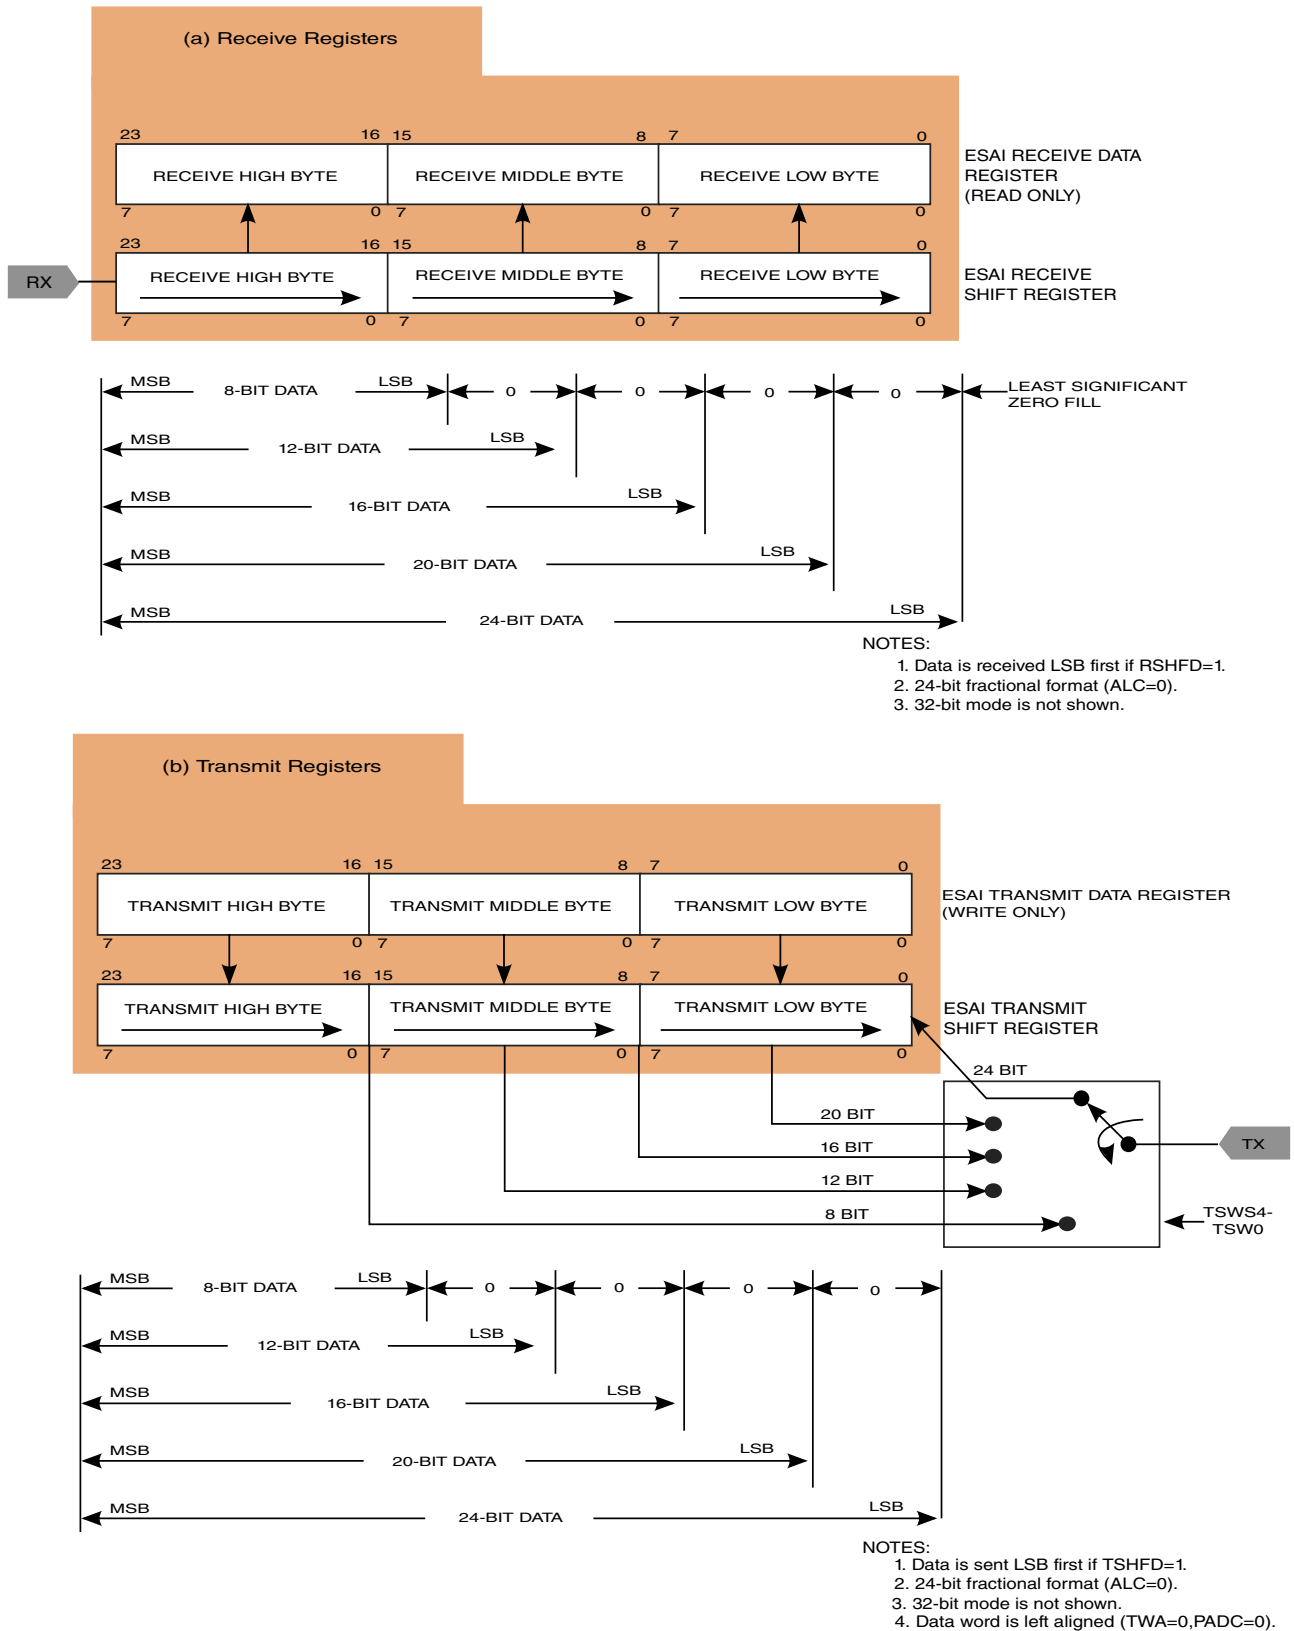 (a) Receive Registers
23 16 15 8 7 0
RECEIVE HIGH BYTE RECEIVE MIDDLE BYTE RECEIVE LOW BYTE
ESAI RECEIVE DATA
REGISTER
(READ ONLY)
7 0 7 0 7 0
23 16 15 8 7 0
RX
RECEIVE HIGH BYTE RECEIVE MIDDLE BYTE RECEIVE LOW BYTE
ESAI RECEIVE
SHIFT REGISTER
7 0 7 0 7 0
MSB 8-BIT DATA LSB 0 0 0 0
LEAST SIGNIFICANT
ZERO FILL
MSB 12-BIT DATA LSB
MSB 16-BIT DATA LSB
MSB 20-BIT DATA LSB
MSB 24-BIT DATA LSB
NOTES:
1. Data is received LSB first if RSHFD=1.
2. 24-bit fractional format (ALC=0).
3. 32-bit mode is not shown.
(b) Transmit Registers
23 16 15 8 7 0
TRANSMIT HIGH BYTE TRANSMIT MIDDLE BYTE TRANSMIT LOW BYTE
ESAI TRANSMIT DATA REGISTER
(WRITE ONLY)
7 0 7 0 7 0
23 16 15 8 7 0
TRANSMIT HIGH BYTE TRANSMIT MIDDLE BYTE TRANSMIT LOW BYTE
ESAI TRANSMIT
SHIFT REGISTER
7 0 7 0 7 0
24 BIT
20 BIT
16 BIT
TX
12 BIT
8 BIT
TSWS4-
TSW0
MSB 8-BIT DATA LSB 0 0 0 0
MSB 12-BIT DATA LSB
MSB 16-BIT DATA LSB
MSB 20-BIT DATA LSB
MSB 24-BIT DATA LSB
NOTES:
1. Data is sent LSB first if TSHFD=1.
2. 24-bit fractional format (ALC=0).
3. 32-bit mode is not shown.
4. Data word is left aligned (TWA=0,PADC=0).